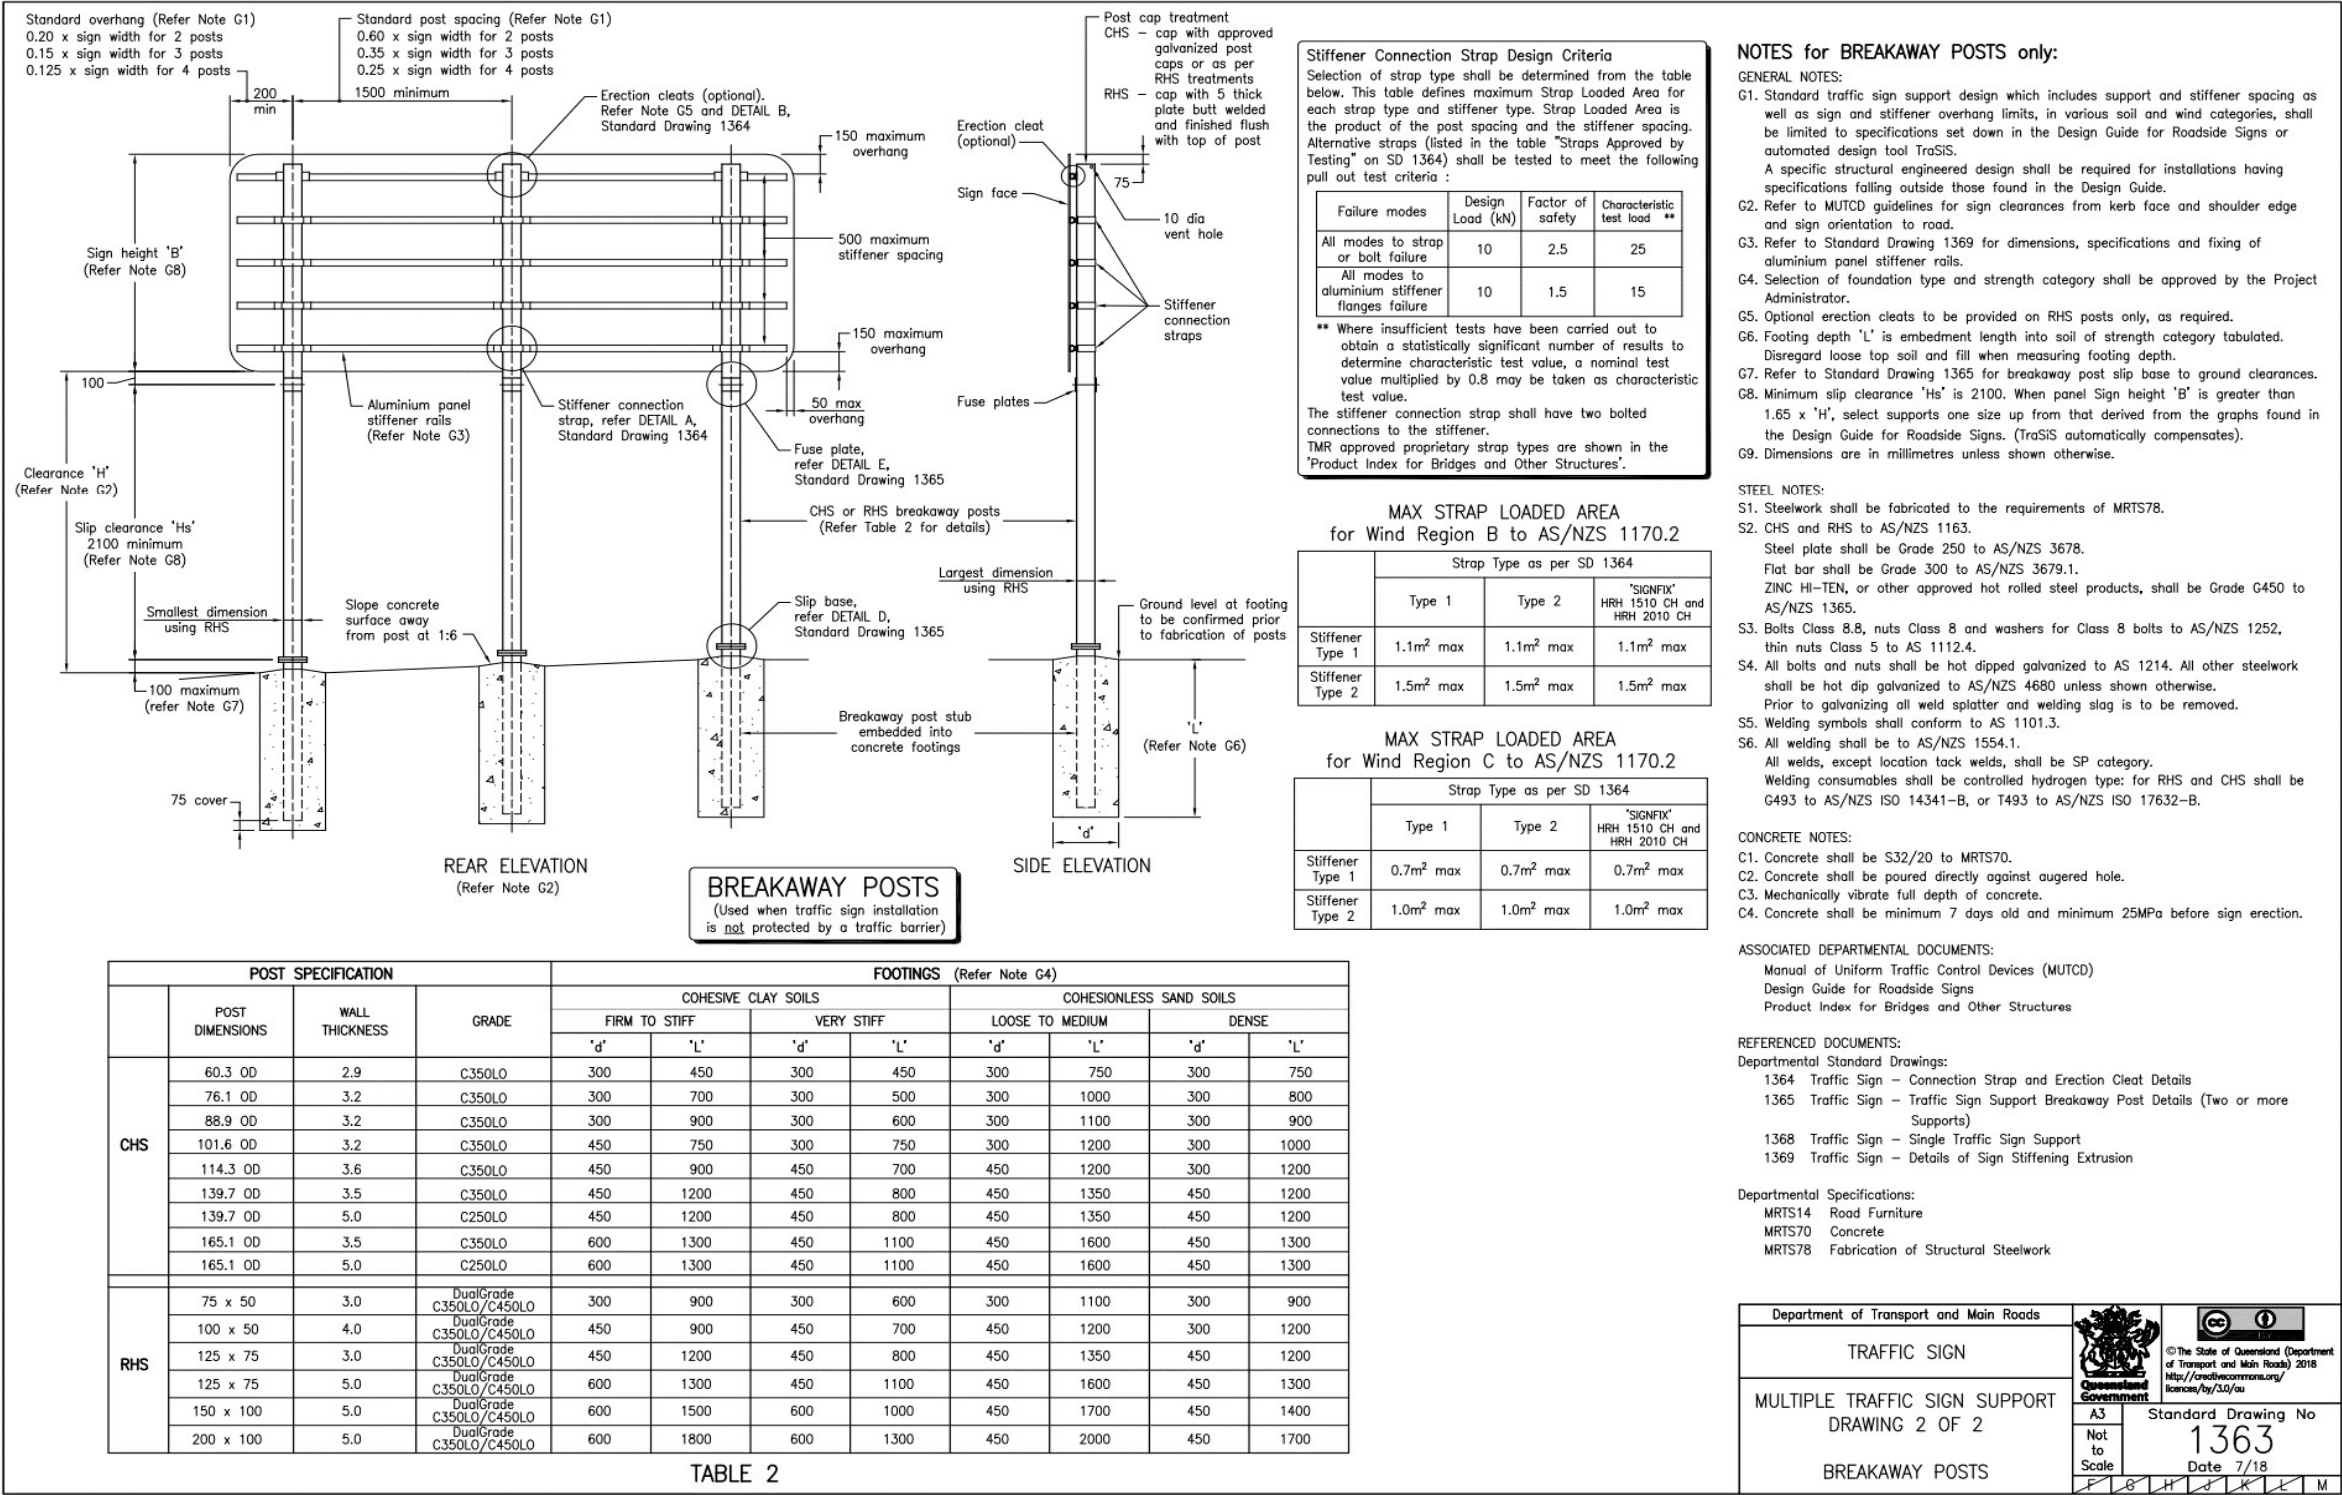 Standard overhang (Refer Note G1)
0.20 x sign width for 2 posts
0.15 x sign width for 3 posts
0.125 x sign width for 4 posts
Standard post spacing (Refer Note G1)
0.60 x sign width for 2 posts
0.35 x sign width for 3 posts
0.25 x sign width for 4 posts
200
min
1500 minimum
Erection cleats (optional).
Refer Note G5 and DETAIL B,
Standard Drawing 1364
150 maximum
overhang
Sign height 'B'
(Refer Note G8)
500 maximum
stiffener spacing
150 maximum
overhang
100
50 max
overhang
Aluminium panel
stiffener rails
(Refer Note G3)
Stiffener connection
strap, refer DETAIL A,
Standard Drawing 1364
Fuse plate,
refer DETAIL E,
Standard Drawing 1365
Clearance 'H'
(Refer Note G2)
Slip clearance 'Hs'
2100 minimum
(Refer Note G8)
CHS or RHS breakaway posts
(Refer Table 2 for details)
Smallest dimension
using RHS
Slope concrete
surface away
from post at 1:6
Slip base,
refer DETAIL D,
Standard Drawing 1365
100 maximum
(refer Note G7)
Breakaway post stub
embedded into
concrete footings
75 cover
REAR ELEVATION
(Refer Note G2)
Post cap treatment
CHS – cap with approved
galvanized post
caps or as per
RHS treatments
RHS – cap with 5 thick
plate butt welded
and finished flush
with top of post
Erection cleat
(optional)
75
Sign face
10 dia
vent hole
Stiffener
connection
straps
Fuse plates
Largest dimension
using RHS
Ground level at footing
to be confirmed prior
to fabrication of posts
'L'
(Refer Note G6)
'd'
SIDE ELEVATION
BREAKAWAY POSTS
(Used when traffic sign installation
is not protected by a traffic barrier)
Stiffener Connection Strap Design Criteria
Selection of strap type shall be determined from the table
below. This table defines maximum Strap Loaded Area for
each strap type and stiffener type. Strap Loaded Area is
the product of the post spacing and the stiffener spacing.
Alternative straps (listed in the table "Straps Approved by
Testing" on SD 1364) shall be tested to meet the following
pull out test criteria :
Failure modes Design Load (kN) Factor of safety Characteristic test load **
All modes to strap or bolt failure 10 2.5 25
All modes to aluminium stiffener flanges failure 10 1.5 15
** Where insufficient tests have been carried out to
obtain a statistically significant number of results to
determine characteristic test value, a nominal test
value multiplied by 0.8 may be taken as characteristic
test value.
The stiffener connection strap shall have two bolted
connections to the stiffener.
TMR approved proprietary strap types are shown in the
'Product Index for Bridges and Other Structures'.
MAX STRAP LOADED AREA
for Wind Region B to AS/NZS 1170.2
Strap Type as per SD 1364
Type 1 Type 2 'SIGNFIX' HRH 1510 CH and HRH 2010 CH
Stiffener Type 1 1.1m² max 1.1m² max 1.1m² max
Stiffener Type 2 1.5m² max 1.5m² max 1.5m² max
MAX STRAP LOADED AREA
for Wind Region C to AS/NZS 1170.2
Strap Type as per SD 1364
Type 1 Type 2 'SIGNFIX' HRH 1510 CH and HRH 2010 CH
Stiffener Type 1 0.7m² max 0.7m² max 0.7m² max
Stiffener Type 2 1.0m² max 1.0m² max 1.0m² max
POST SPECIFICATION FOOTINGS (Refer Note G4)
POST DIMENSIONS WALL THICKNESS GRADE
COHESIVE CLAY SOILS COHESIONLESS SAND SOILS
FIRM TO STIFF VERY STIFF LOOSE TO MEDIUM DENSE
'd' 'L' 'd' 'L' 'd' 'L' 'd' 'L'
CHS
60.3 OD 2.9 C350LO 300 450 300 450 300 750 300 750
76.1 OD 3.2 C350LO 300 700 300 500 300 1000 300 800
88.9 OD 3.2 C350LO 300 900 300 600 300 1100 300 900
101.6 OD 3.2 C350LO 450 750 300 750 300 1200 300 1000
114.3 OD 3.6 C350LO 450 900 450 700 450 1200 300 1200
139.7 OD 3.5 C350LO 450 1200 450 800 450 1350 450 1200
139.7 OD 5.0 C250LO 450 1200 450 800 450 1350 450 1200
165.1 OD 3.5 C350LO 600 1300 450 1100 450 1600 450 1300
165.1 OD 5.0 C250LO 600 1300 450 1100 450 1600 450 1300
RHS
75 x 50 3.0 DualGrade C350LO/C450LO 300 900 300 600 300 1100 300 900
100 x 50 4.0 DualGrade C350LO/C450LO 450 900 450 700 450 1200 300 1200
125 x 75 3.0 DualGrade C350LO/C450LO 450 1200 450 800 450 1350 450 1200
125 x 75 5.0 DualGrade C350LO/C450LO 600 1300 450 1100 450 1600 450 1300
150 x 100 5.0 DualGrade C350LO/C450LO 600 1500 600 1000 450 1700 450 1400
200 x 100 5.0 DualGrade C350LO/C450LO 600 1800 600 1300 450 2000 450 1700
TABLE 2
NOTES for BREAKAWAY POSTS only:
GENERAL NOTES:
G1. Standard traffic sign support design which includes support and stiffener spacing as
well as sign and stiffener overhang limits, in various soil and wind categories, shall
be limited to specifications set down in the Design Guide for Roadside Signs or
automated design tool TraSiS.
A specific structural engineered design shall be required for installations having
specifications falling outside those found in the Design Guide.
G2. Refer to MUTCD guidelines for sign clearances from kerb face and shoulder edge
and sign orientation to road.
G3. Refer to Standard Drawing 1369 for dimensions, specifications and fixing of
aluminium panel stiffener rails.
G4. Selection of foundation type and strength category shall be approved by the Project
Administrator.
G5. Optional erection cleats to be provided on RHS posts only, as required.
G6. Footing depth 'L' is embedment length into soil of strength category tabulated.
Disregard loose top soil and fill when measuring footing depth.
G7. Refer to Standard Drawing 1365 for breakaway post slip base to ground clearances.
G8. Minimum slip clearance 'Hs' is 2100. When panel Sign height 'B' is greater than
1.65 x 'H', select supports one size up from that derived from the graphs found in
the Design Guide for Roadside Signs. (TraSiS automatically compensates).
G9. Dimensions are in millimetres unless shown otherwise.
STEEL NOTES:
S1. Steelwork shall be fabricated to the requirements of MRTS78.
S2. CHS and RHS to AS/NZS 1163.
Steel plate shall be Grade 250 to AS/NZS 3678.
Flat bar shall be Grade 300 to AS/NZS 3679.1.
ZINC HI–TEN, or other approved hot rolled steel products, shall be Grade G450 to
AS/NZS 1365.
S3. Bolts Class 8.8, nuts Class 8 and washers for Class 8 bolts to AS/NZS 1252,
thin nuts Class 5 to AS 1112.4.
S4. All bolts and nuts shall be hot dipped galvanized to AS 1214. All other steelwork
shall be hot dip galvanized to AS/NZS 4680 unless shown otherwise.
Prior to galvanizing all weld splatter and welding slag is to be removed.
S5. Welding symbols shall conform to AS 1101.3.
S6. All welding shall be to AS/NZS 1554.1.
All welds, except location tack welds, shall be SP category.
Welding consumables shall be controlled hydrogen type: for RHS and CHS shall be
G493 to AS/NZS ISO 14341–B, or T493 to AS/NZS ISO 17632–B.
CONCRETE NOTES:
C1. Concrete shall be S32/20 to MRTS70.
C2. Concrete shall be poured directly against augered hole.
C3. Mechanically vibrate full depth of concrete.
C4. Concrete shall be minimum 7 days old and minimum 25MPa before sign erection.
ASSOCIATED DEPARTMENTAL DOCUMENTS:
Manual of Uniform Traffic Control Devices (MUTCD)
Design Guide for Roadside Signs
Product Index for Bridges and Other Structures
REFERENCED DOCUMENTS:
Departmental Standard Drawings:
1364 Traffic Sign – Connection Strap and Erection Cleat Details
1365 Traffic Sign – Traffic Sign Support Breakaway Post Details (Two or more
Supports)
1368 Traffic Sign – Single Traffic Sign Support
1369 Traffic Sign – Details of Sign Stiffening Extrusion
Departmental Specifications:
MRTS14 Road Furniture
MRTS70 Concrete
MRTS78 Fabrication of Structural Steelwork
Department of Transport and Main Roads
TRAFFIC SIGN
MULTIPLE TRAFFIC SIGN SUPPORT
DRAWING 2 OF 2
BREAKAWAY POSTS
Queensland
Government
cc
BY
© The State of Queensland (Department
of Transport and Main Roads) 2018
http://creativecommons.org/
licences/by/3.0/au
A3
Not
to
Scale
Standard Drawing No
1363
Date 7/18
F G H J K L M